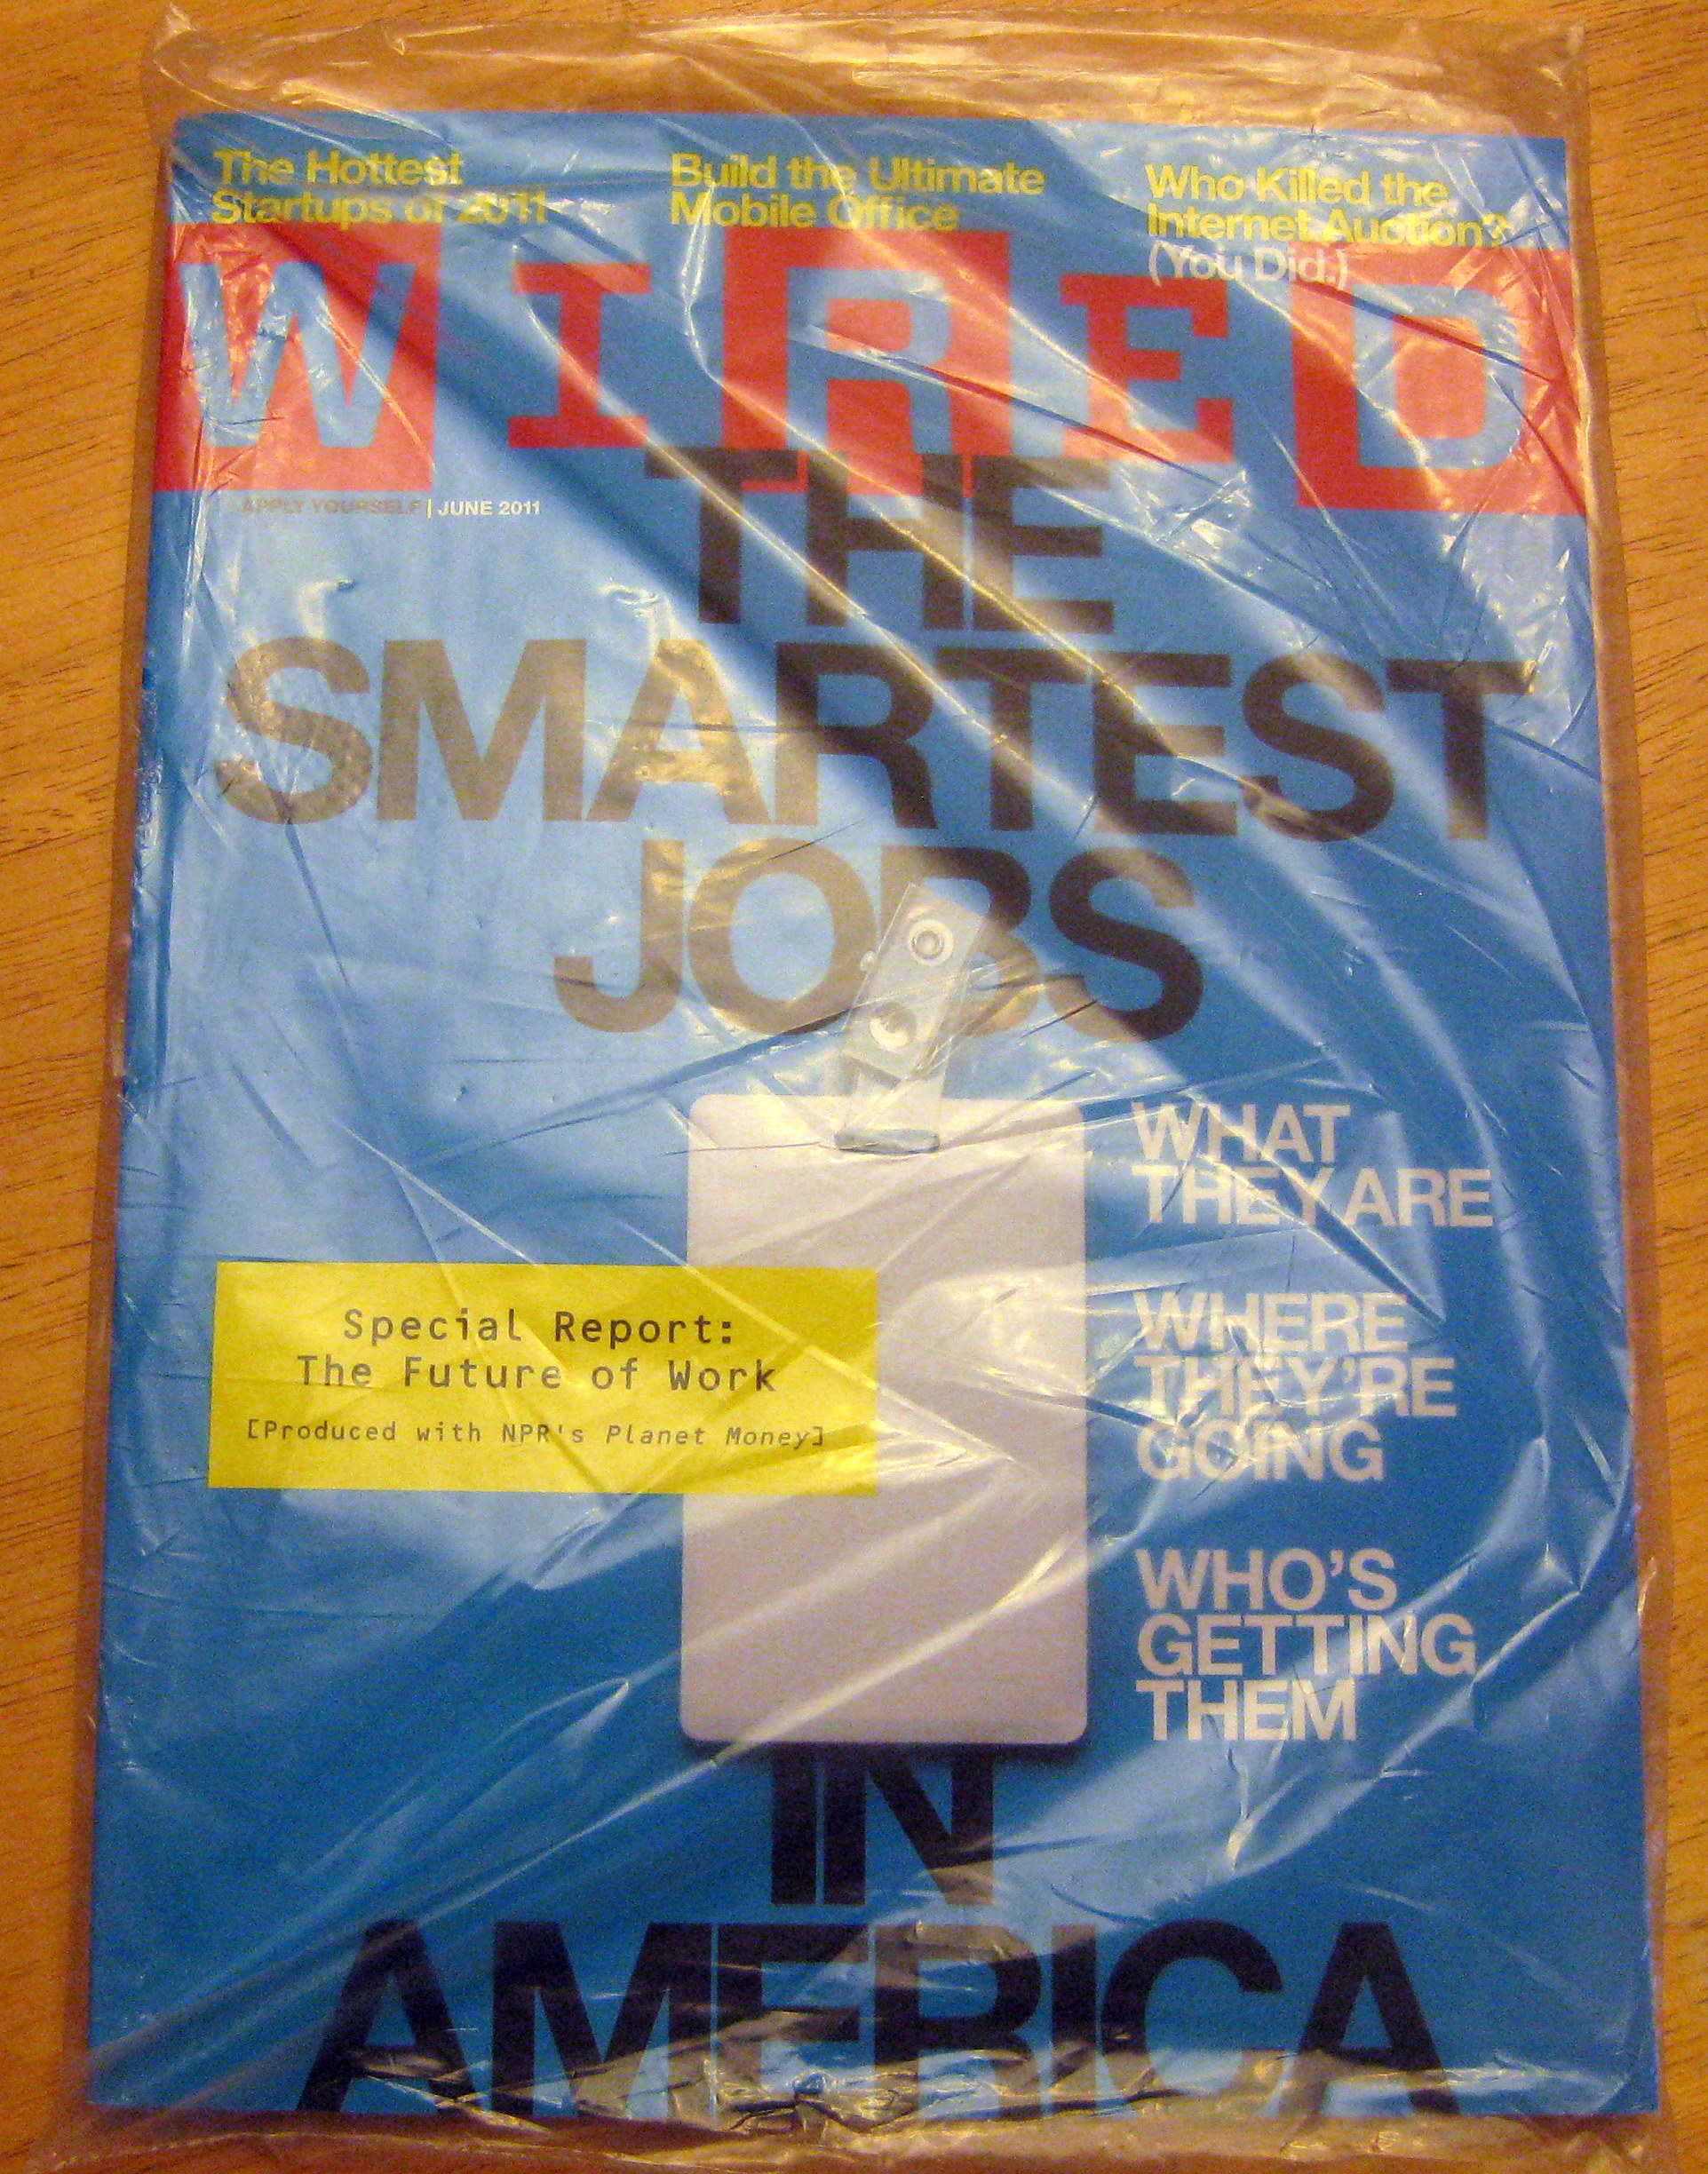 The Hottest
Startups of 2011
Build the Ultimate
Mobile Office
Who Killed the
Internet Auction?
(You Did.)
WIRED
APPLY YOURSELF | JUNE 2011
THE
SMARTEST
JOBS
WHAT
THEY ARE
Special Report:
The Future of Work
[Produced with NPR's Planet Money]
WHERE
THEY'RE
GOING
WHO'S
GETTING
THEM
IN
AMERICA